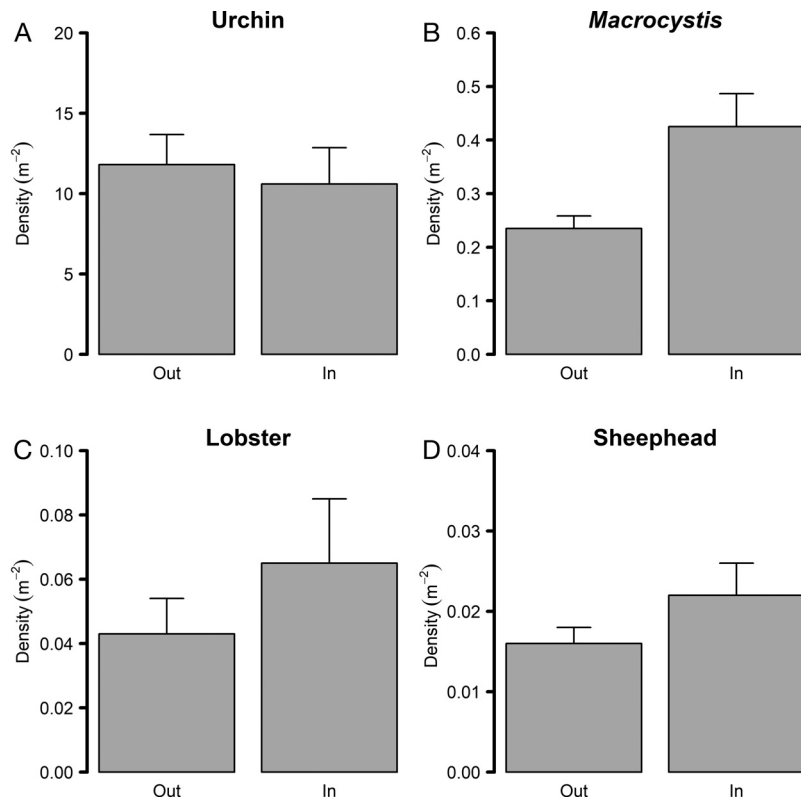 A
Urchin
Density (m⁻²)
20
15
10
5
0
Out
In
B
Macrocystis
Density (m⁻²)
0.6
0.5
0.4
0.3
0.2
0.1
0.0
Out
In
C
Lobster
Density (m⁻²)
0.10
0.08
0.06
0.04
0.02
0.00
Out
In
D
Sheephead
Density (m⁻²)
0.04
0.03
0.02
0.01
0.00
Out
In